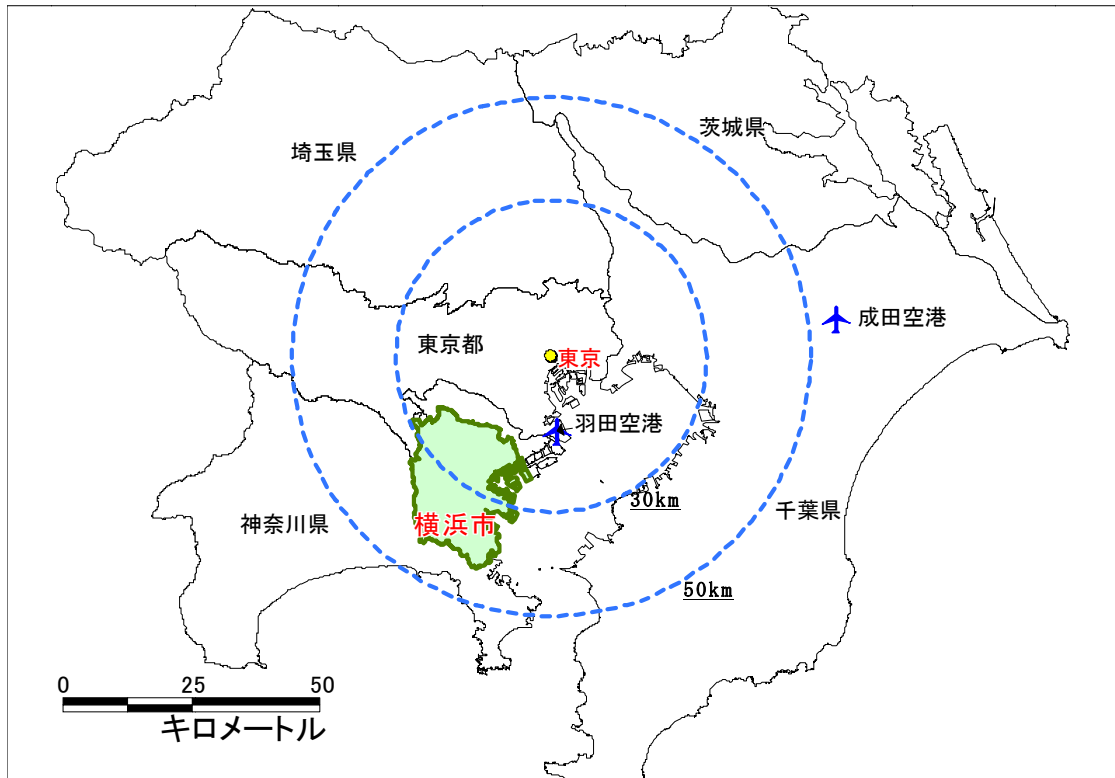 茨城県
埼玉県
成田空港
東京都
東京
羽田空港
30km
千葉県
神奈川県
横浜市
50km
0 25 50
キロメートル